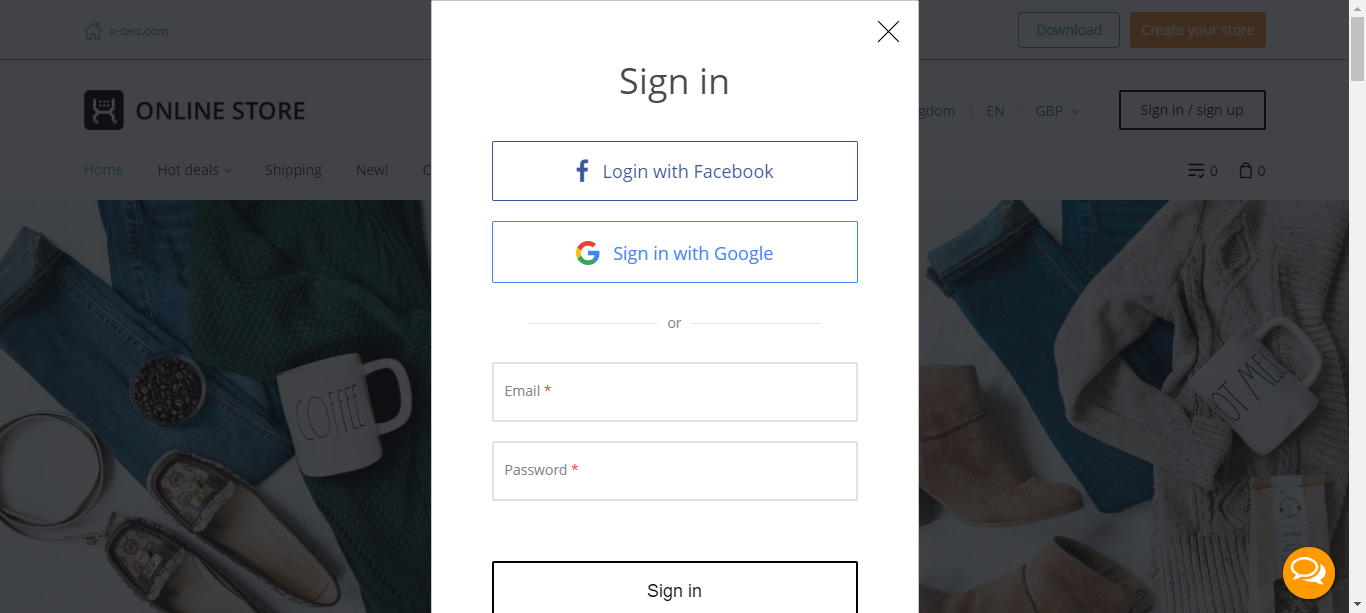 x-cart.com
Download
Create your store
Sign in
ONLINE STORE
gdom
EN
GBP
Sign in / sign up
Login with Facebook
Home
Hot deals
Shipping
New!
C
0
0
Sign in with Google
or
Email *
COFFEE
Password *
Sign in